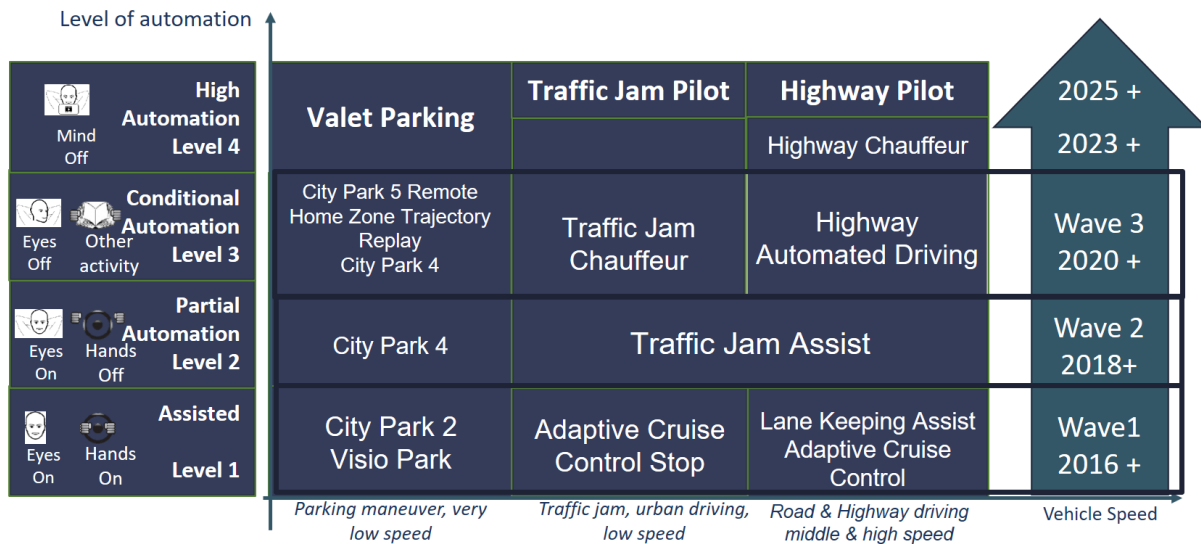 Level of automation
High
Automation
Level 4
Mind
Off
Valet Parking
Traffic Jam Pilot
Highway Pilot
Highway Chauffeur
2025 +
2023 +
Conditional
Automation
Level 3
Eyes
Off
Other
activity
City Park 5 Remote
Home Zone Trajectory
Replay
City Park 4
Traffic Jam
Chauffeur
Highway
Automated Driving
Wave 3
2020 +
Partial
Automation
Level 2
Eyes
On
Hands
Off
City Park 4
Traffic Jam Assist
Wave 2
2018+
Assisted
Level 1
Eyes
On
Hands
On
City Park 2
Visio Park
Adaptive Cruise
Control Stop
Lane Keeping Assist
Adaptive Cruise
Control
Wave1
2016 +
Parking maneuver, very
low speed
Traffic jam, urban driving,
low speed
Road & Highway driving
middle & high speed
Vehicle Speed